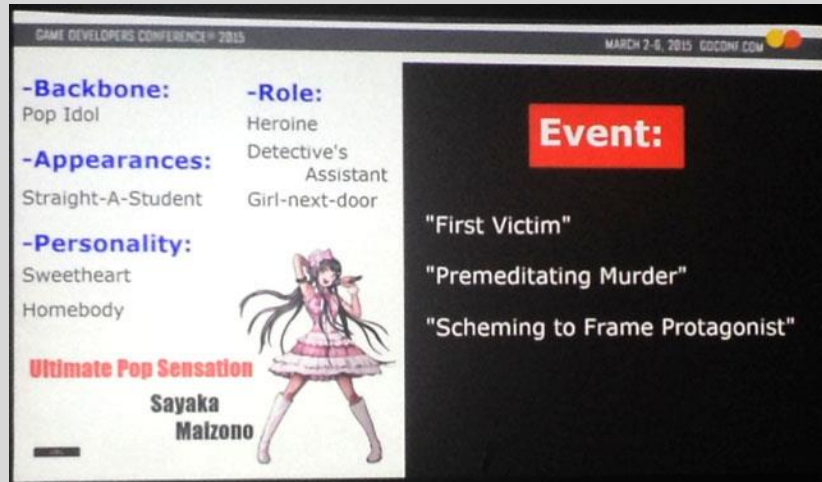 GAME DEVELOPERS CONFERENCE® 2015
MARCH 2-6, 2015 GDCONF.COM
-Backbone:
Pop Idol
-Appearances:
Straight-A-Student
-Personality:
Sweetheart
Homebody
-Role:
Heroine
Detective's
Assistant
Girl-next-door
Ultimate Pop Sensation
Sayaka
Maizono
Event:
"First Victim"
"Premeditating Murder"
"Scheming to Frame Protagonist"